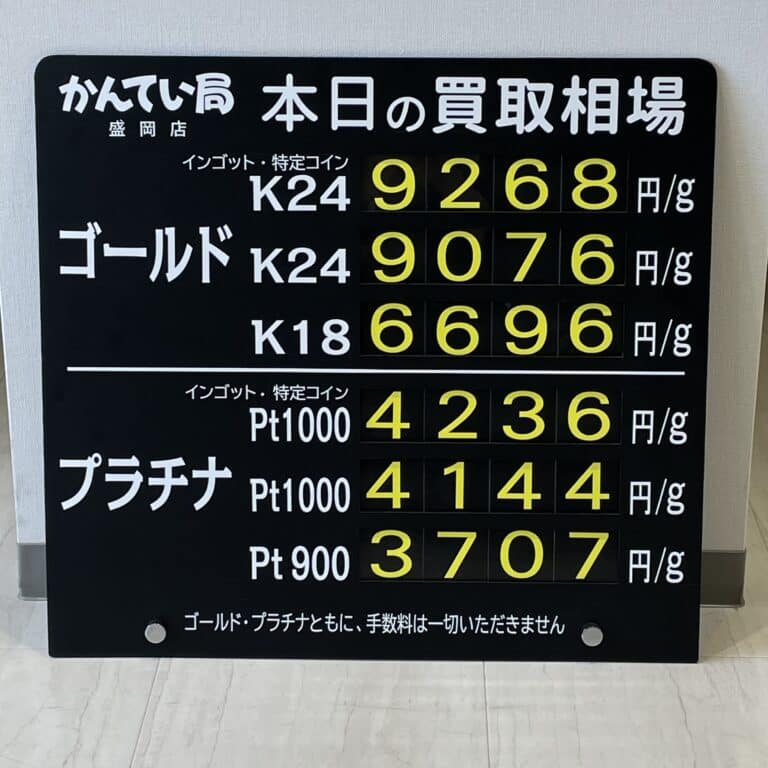 かんてい局 本日の買取相場
盛岡店
インゴット・特定コイン
K24 9268 円/g
ゴールド K24 9076 円/g
K18 6696 円/g
インゴット・特定コイン
Pt1000 4236 円/g
プラチナ Pt1000 4144 円/g
Pt900 3707 円/g
ゴールド・プラチナともに、手数料は一切いただきません